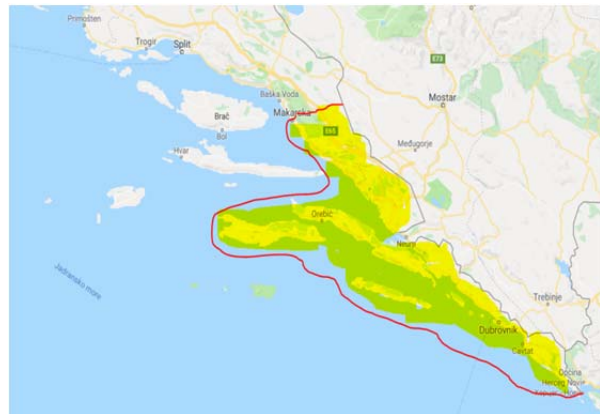 Primošten
Trogir
Split
E73
Mostar
Baška Voda
Makarska
Brač
Bol
E65
Međugorje
Hvar
Orebić
Neum
Jadransko more
Trebinje
Dubrovnik
Cavtat
Općina
Herceg Novi